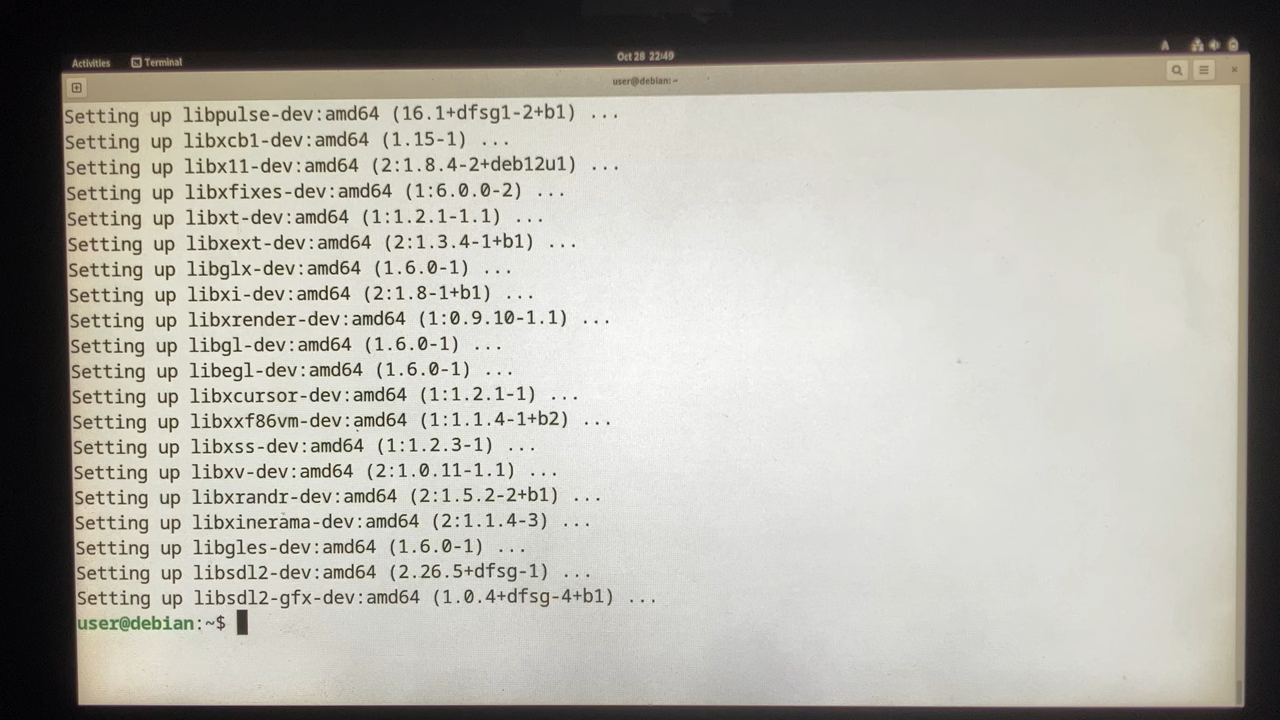 Activities Terminal Oct 28 22:49 A
user@debian: ~
Setting up libpulse-dev:amd64 (16.1+dfsg1-2+b1) ...
Setting up libxcb1-dev:amd64 (1.15-1) ...
Setting up libx11-dev:amd64 (2:1.8.4-2+deb12u1) ...
Setting up libxfixes-dev:amd64 (1:6.0.0-2) ...
Setting up libxt-dev:amd64 (1:1.2.1-1.1) ...
Setting up libxext-dev:amd64 (2:1.3.4-1+b1) ...
Setting up libglx-dev:amd64 (1.6.0-1) ...
Setting up libxi-dev:amd64 (2:1.8-1+b1) ...
Setting up libxrender-dev:amd64 (1:0.9.10-1.1) ...
Setting up libgl-dev:amd64 (1.6.0-1) ...
Setting up libegl-dev:amd64 (1.6.0-1) ...
Setting up libxcursor-dev:amd64 (1:1.2.1-1) ...
Setting up libxxf86vm-dev:amd64 (1:1.1.4-1+b2) ...
Setting up libxss-dev:amd64 (1:1.2.3-1) ...
Setting up libxv-dev:amd64 (2:1.0.11-1.1) ...
Setting up libxrandr-dev:amd64 (2:1.5.2-2+b1) ...
Setting up libxinerama-dev:amd64 (2:1.1.4-3) ...
Setting up libgles-dev:amd64 (1.6.0-1) ...
Setting up libsdl2-dev:amd64 (2.26.5+dfsg-1) ...
Setting up libsdl2-gfx-dev:amd64 (1.0.4+dfsg-4+b1) ...
user@debian:~$